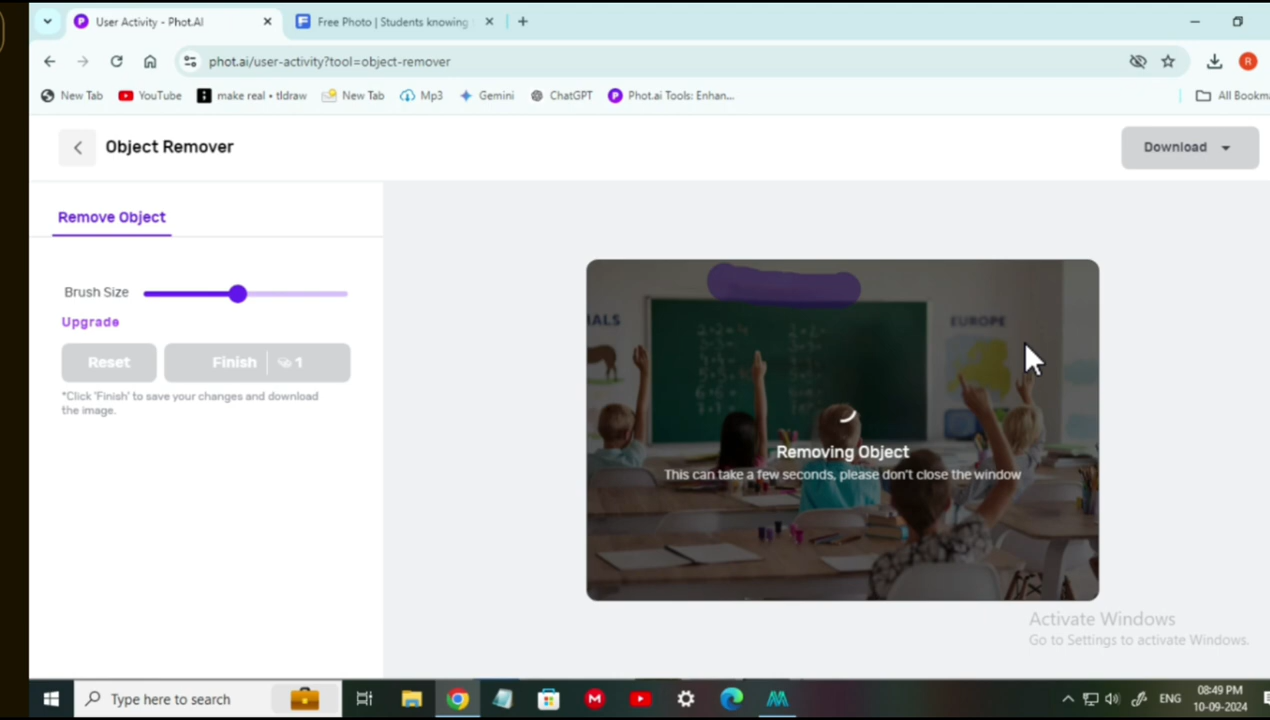 User Activity - Phot.AI
Free Photo | Students knowing
phot.ai/user-activity?tool=object-remover
R
New Tab
YouTube
make real • tldraw
New Tab
Mp3
Gemini
ChatGPT
Phot.ai Tools: Enhan...
All Bookma
Object Remover
Download
Remove Object
Brush Size
Upgrade
Reset
Finish
1
*Click 'Finish' to save your changes and download
the image.
EUROPE
Removing Object
This can take a few seconds, please don't close the window
Activate Windows
Go to Settings to activate Windows.
Type here to search
ENG
08:49 PM
10-09-2024